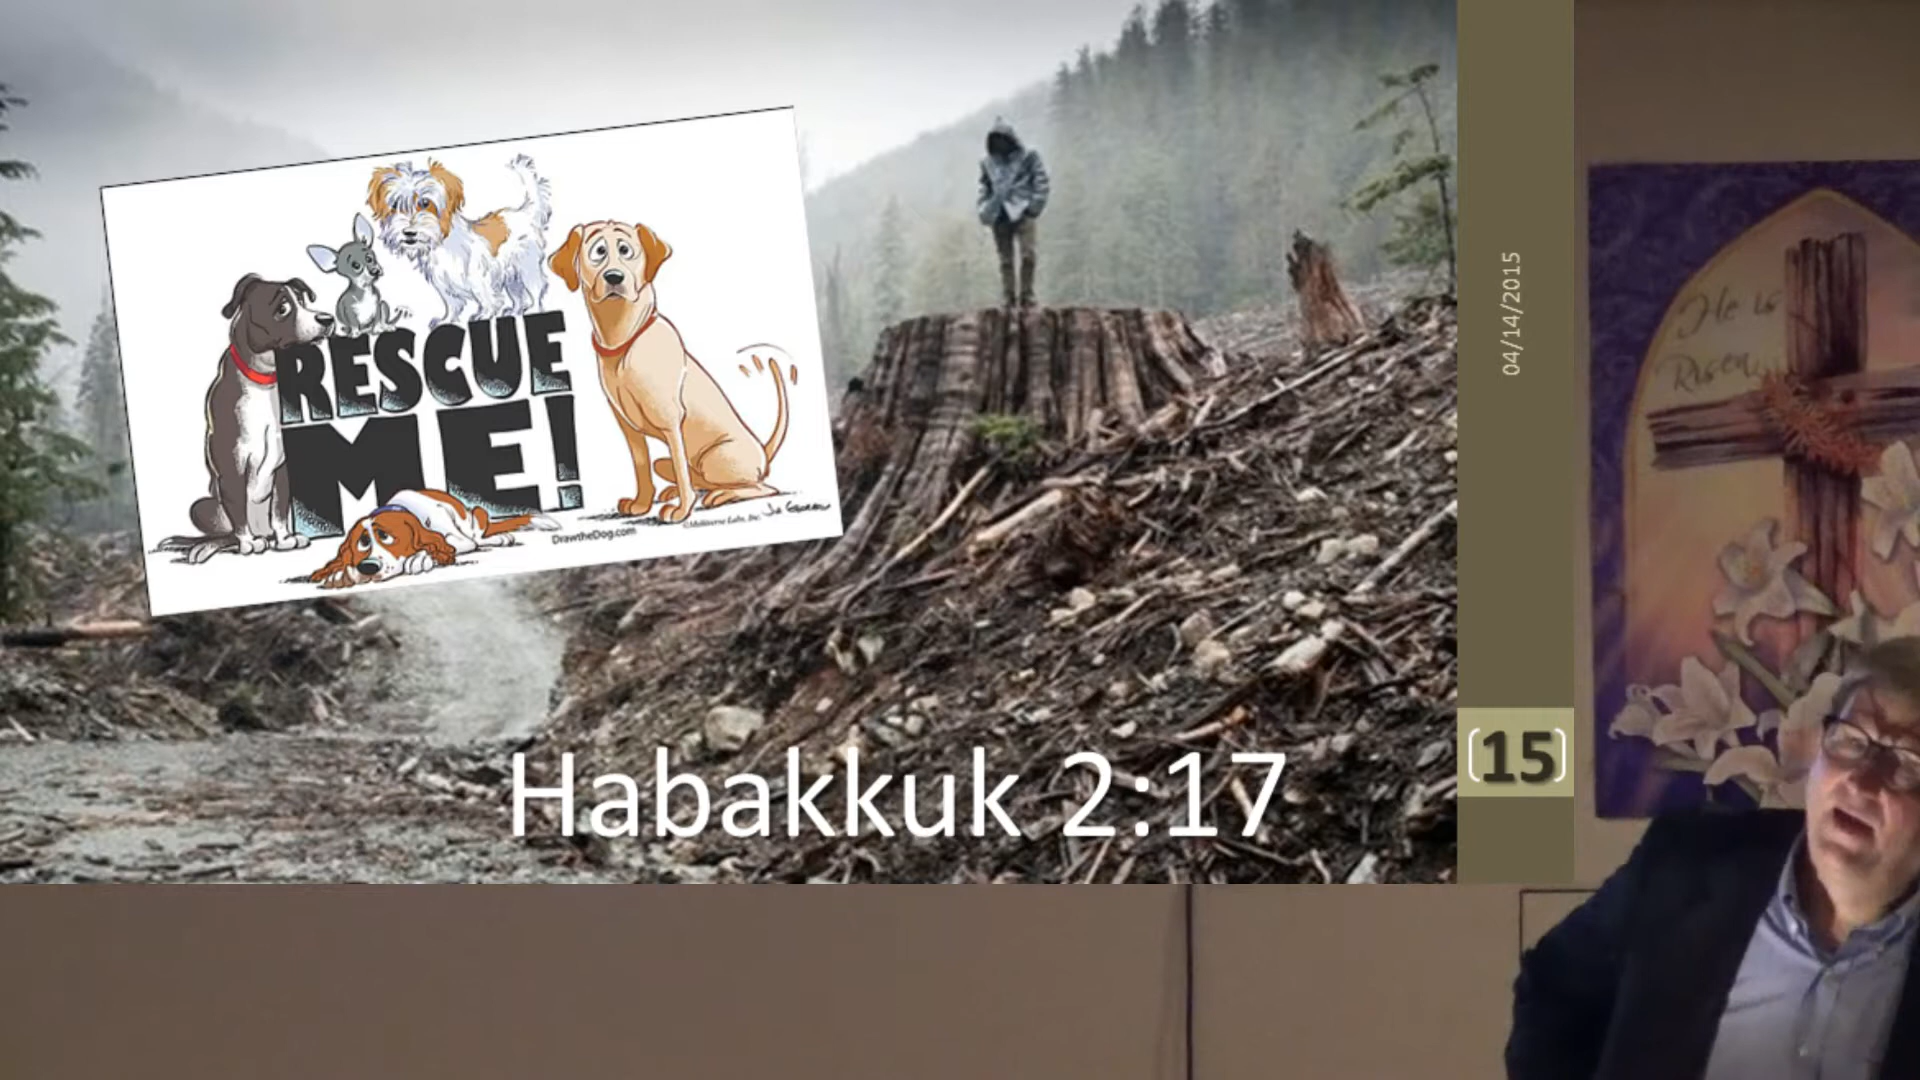 RESCUE
ME!
DrawtheDog.com
Habakkuk 2:17
04/14/2015
15
He is
Risen